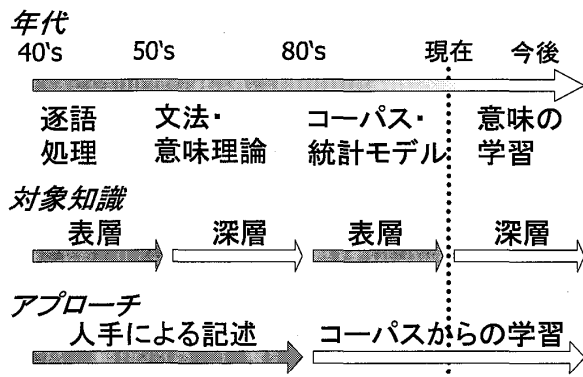 年代
40's 50's 80's 現在 今後
逐語 文法・ コーパス・ 意味の
処理 意味理論 統計モデル 学習
対象知識
表層 深層 表層 深層
アプローチ
人手による記述 コーパスからの学習